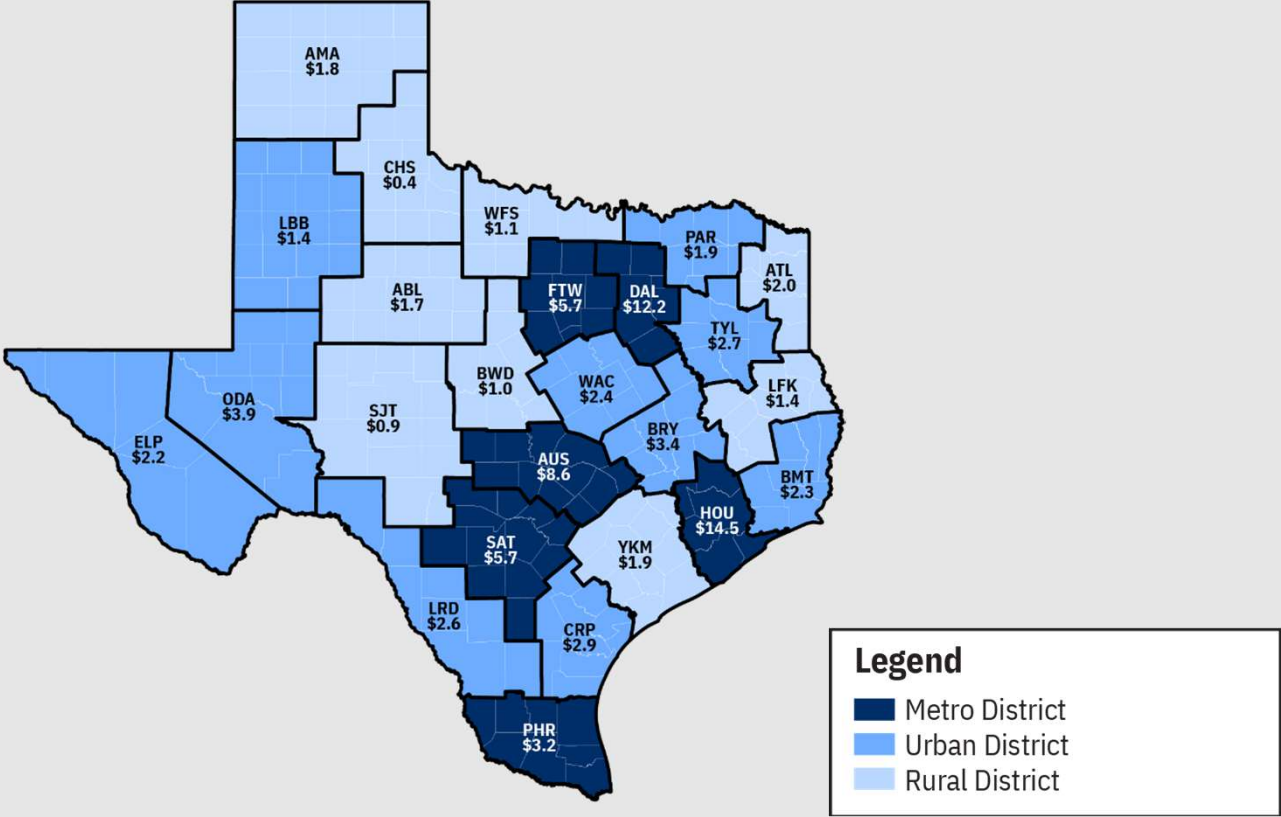 AMA
$1.8
CHS
$0.4
LBB
$1.4
WFS
$1.1
PAR
$1.9
ATL
$2.0
ABL
$1.7
FTW
$5.7
DAL
$12.2
TYL
$2.7
BWD
$1.0
WAC
$2.4
LFK
$1.4
ODA
$3.9
SJT
$0.9
ELP
$2.2
BRY
$3.4
AUS
$8.6
BMT
$2.3
HOU
$14.5
SAT
$5.7
YKM
$1.9
LRD
$2.6
CRP
$2.9
PHR
$3.2
Legend
Metro District
Urban District
Rural District